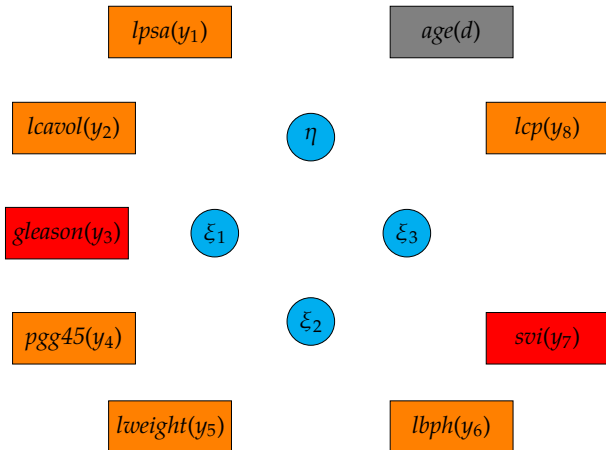 lpsa(y₁)
age(d)
lcavol(y₂)
η
lcp(y₈)
gleason(y₃)
ξ₁
ξ₃
pgg45(y₄)
ξ₂
svi(y₇)
lweight(y₅)
lbph(y₆)